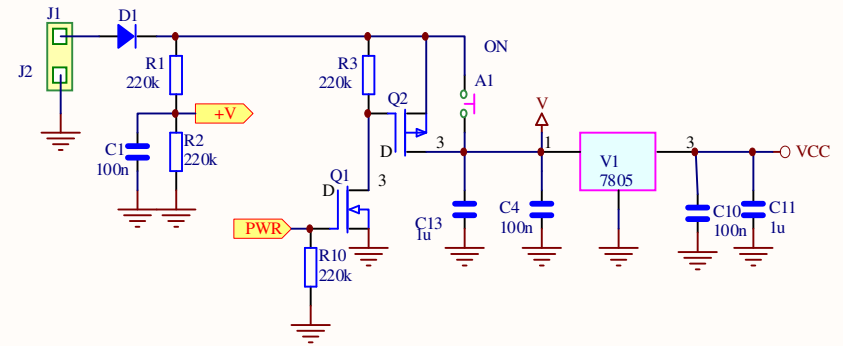 J1
D1
J2
R1
220k
R3
220k
ON
A1
+V
Q2
V
C1
100n
R2
220k
D
3
1
V1
7805
3
VCC
Q1
D
3
PWR
C13
1u
C4
100n
C10
100n
C11
1u
R10
220k